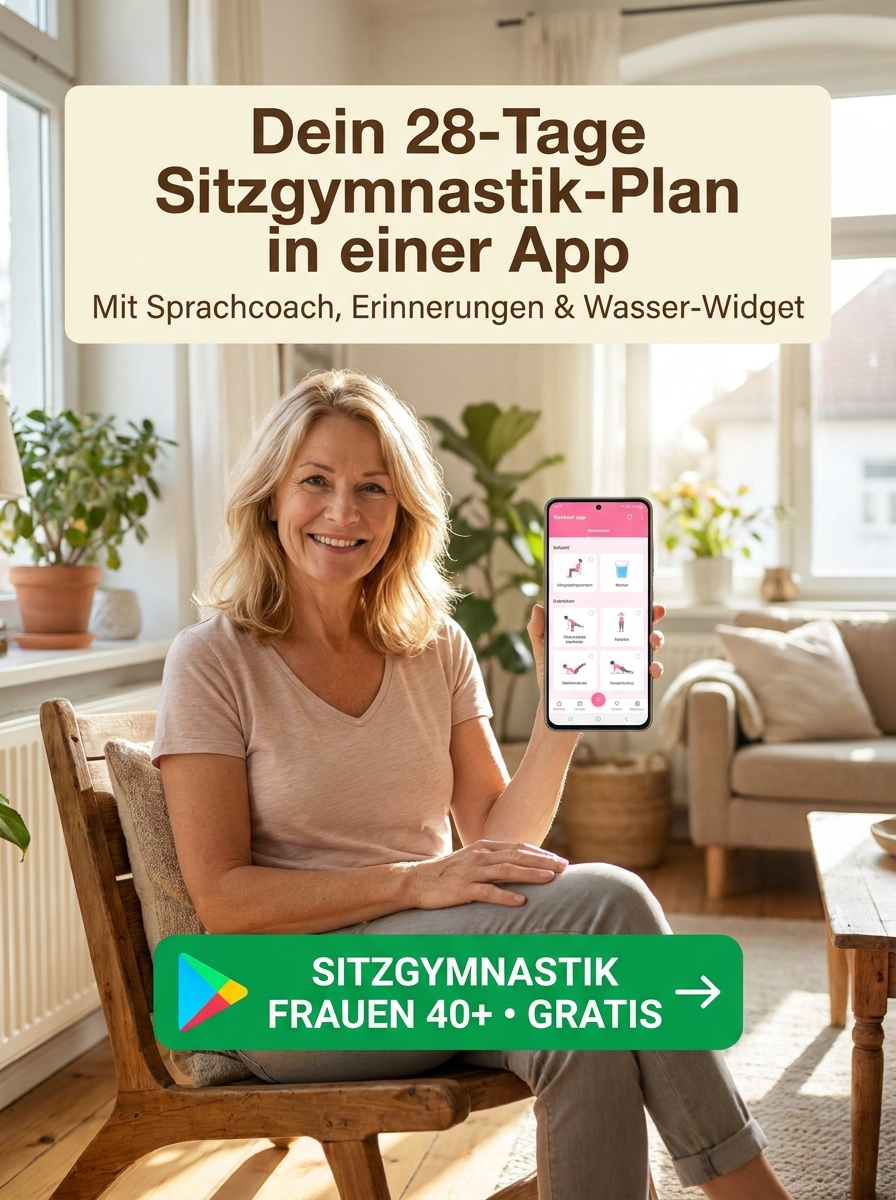 Dein 28-Tage
Sitzgymnastik-Plan
in einer App
Mit Sprachcoach, Erinnerungen & Wasser-Widget
SITZGYMNASTIK
FRAUEN 40+ • GRATIS